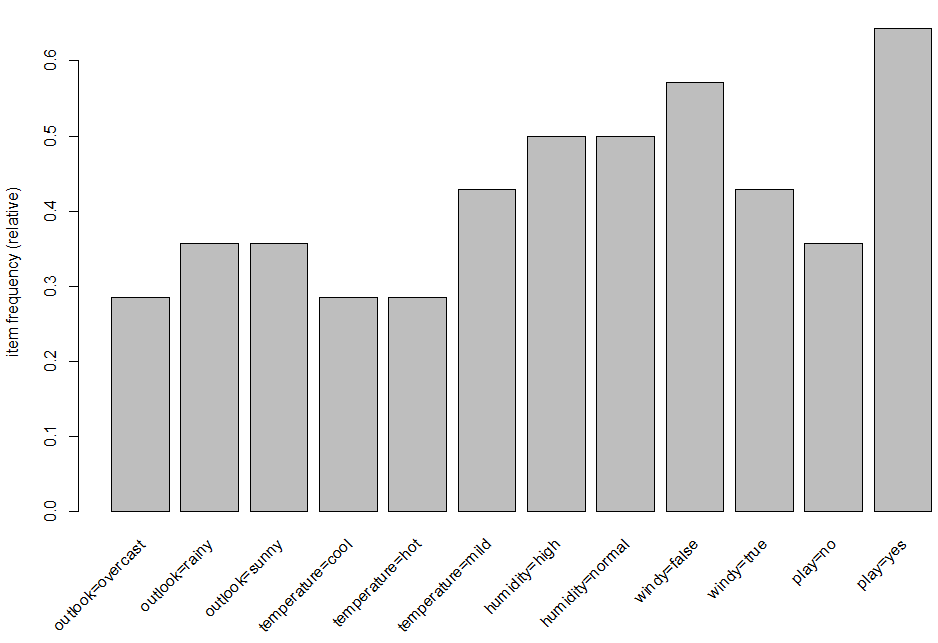 item frequency (relative)
0.6
0.5
0.4
0.3
0.2
0.1
0.0
outlook=overcast
outlook=rainy
outlook=sunny
temperature=cool
temperature=hot
temperature=mild
humidity=high
humidity=normal
windy=false
windy=true
play=no
play=yes